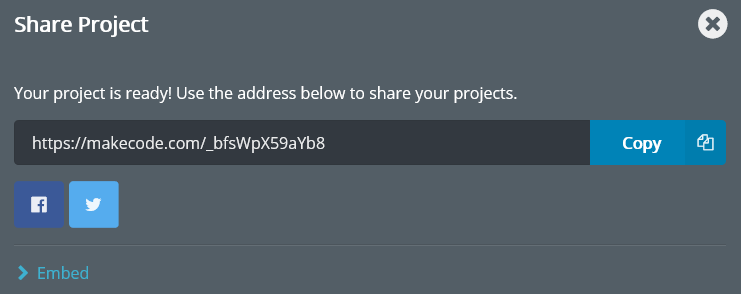 Share Project
Your project is ready! Use the address below to share your projects.
https://makecode.com/_bfsWpX59aYb8
Copy
Embed